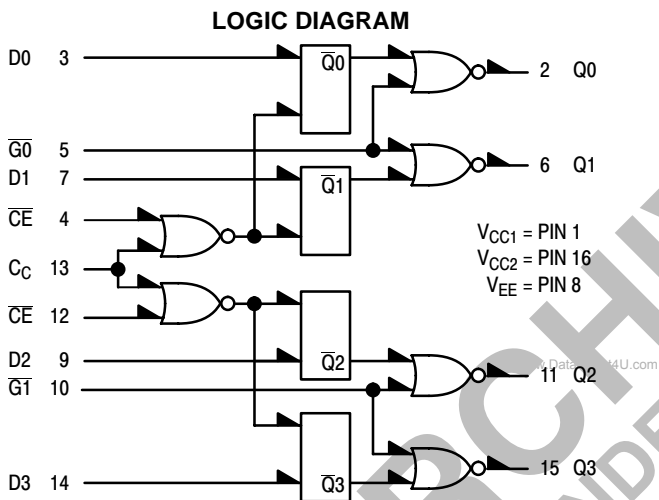 LOGIC DIAGRAM
D0 3
Q̅0
2 Q0
G̅0̅ 5
6 Q1
D1 7
Q̅1
C̅E̅ 4
VCC1 = PIN 1
CC 13
VCC2 = PIN 16
VEE = PIN 8
C̅E̅ 12
D2 9
Q̅2
11 Q2
G̅1̅ 10
15 Q3
D3 14
Q̅3